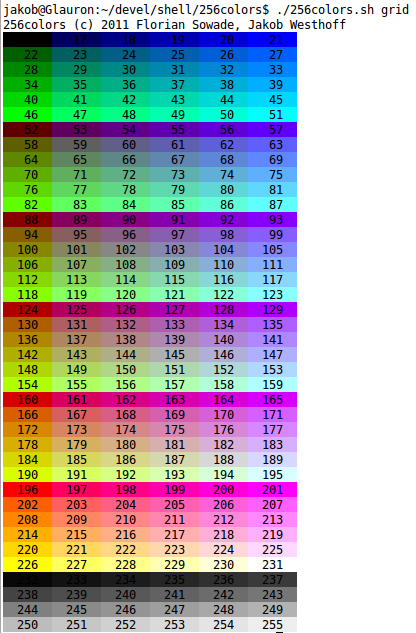 jakob@Glauron:~/devel/shell/256colors$ ./256colors.sh grid
256colors (c) 2011 Florian Sowade, Jakob Westhoff
17 18 19 20 21
22 23 24 25 26 27
28 29 30 31 32 33
34 35 36 37 38 39
40 41 42 43 44 45
46 47 48 49 50 51
52 53 54 55 56 57
58 59 60 61 62 63
64 65 66 67 68 69
70 71 72 73 74 75
76 77 78 79 80 81
82 83 84 85 86 87
88 89 90 91 92 93
94 95 96 97 98 99
100 101 102 103 104 105
106 107 108 109 110 111
112 113 114 115 116 117
118 119 120 121 122 123
124 125 126 127 128 129
130 131 132 133 134 135
136 137 138 139 140 141
142 143 144 145 146 147
148 149 150 151 152 153
154 155 156 157 158 159
160 161 162 163 164 165
166 167 168 169 170 171
172 173 174 175 176 177
178 179 180 181 182 183
184 185 186 187 188 189
190 191 192 193 194 195
196 197 198 199 200 201
202 203 204 205 206 207
208 209 210 211 212 213
214 215 216 217 218 219
220 221 222 223 224 225
226 227 228 229 230 231
232 233 234 235 236 237
238 239 240 241 242 243
244 245 246 247 248 249
250 251 252 253 254 255